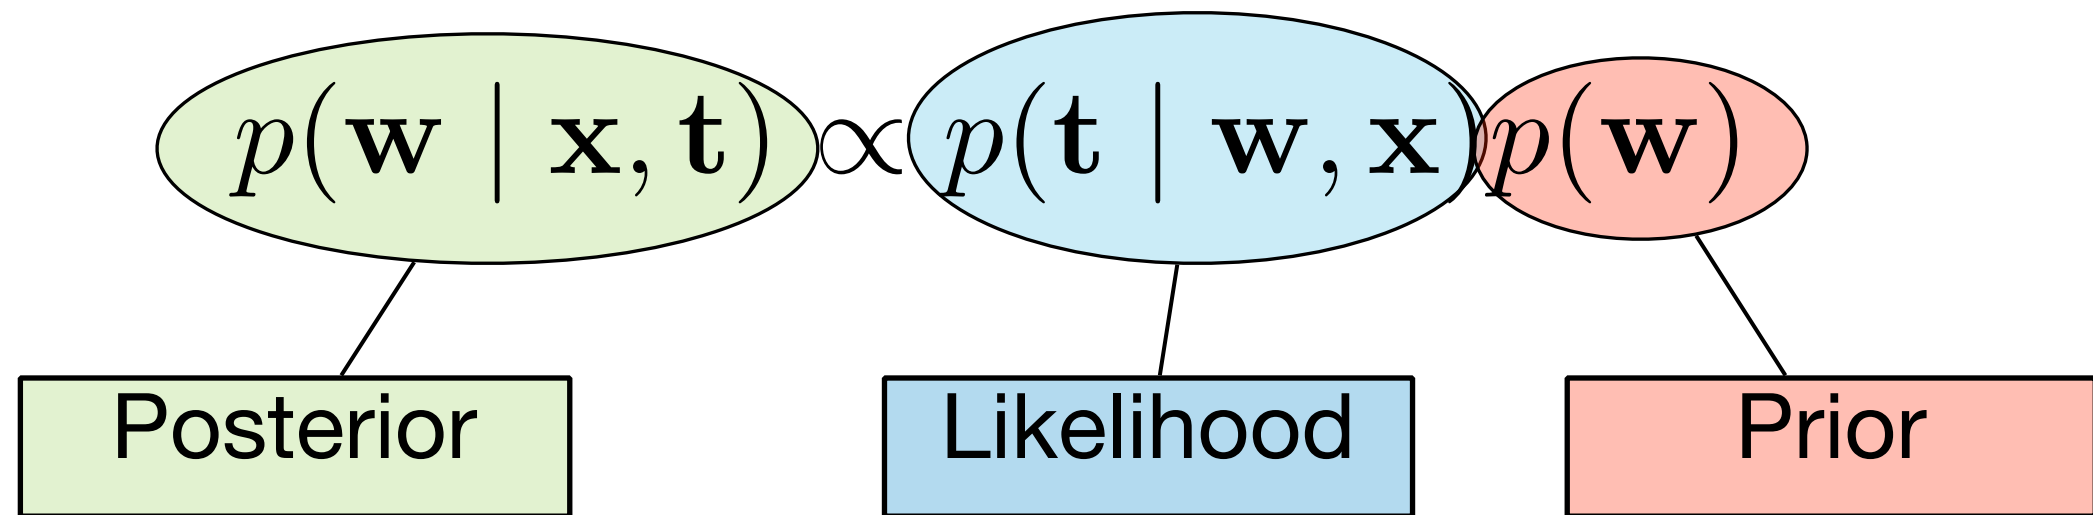 p(w | x, t) ∝ p(t | w, x)p(w)
Posterior Likelihood Prior